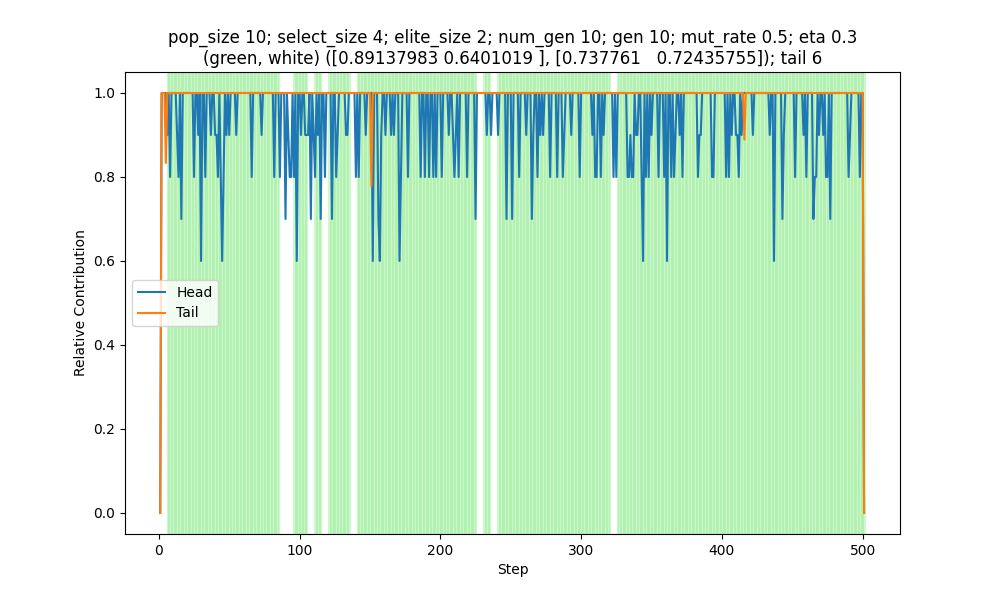 pop_size 10; select_size 4; elite_size 2; num_gen 10; gen 10; mut_rate 0.5; eta 0.3
(green, white) ([0.89137983 0.6401019 ], [0.737761   0.72435755]); tail 6
1.0
0.8
0.6
0.4
0.2
0.0
Relative Contribution
Head
Tail
0
100
200
300
400
500
Step